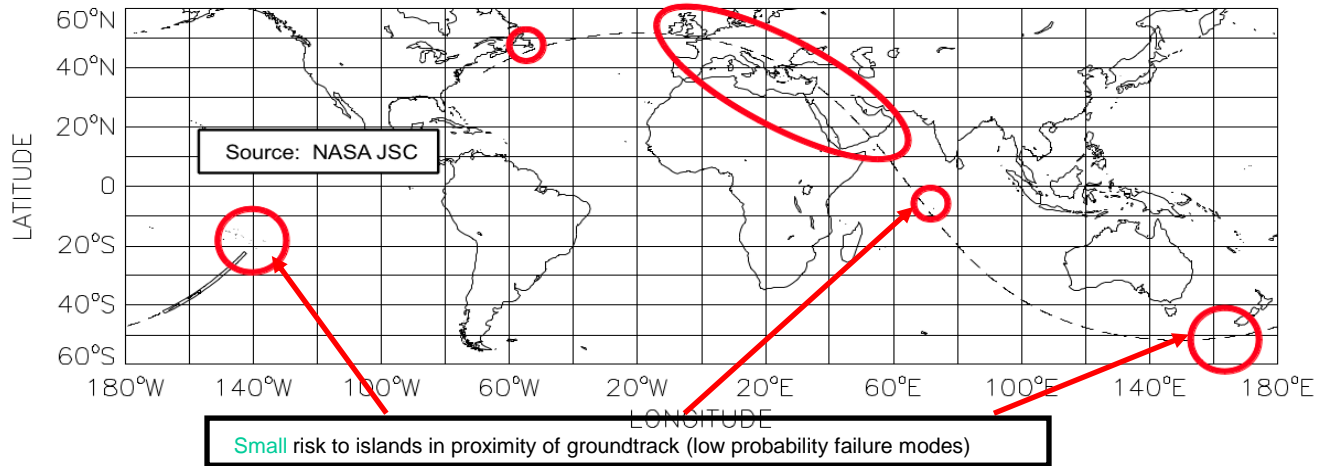 60°N
40°N
20°N
0
20°S
40°S
60°S
LATITUDE
Source: NASA JSC
180°W 140°W 100°W 60°W 20°W 20°E 60°E 100°E 140°E 180°E
LONGITUDE
Small risk to islands in proximity of groundtrack (low probability failure modes)